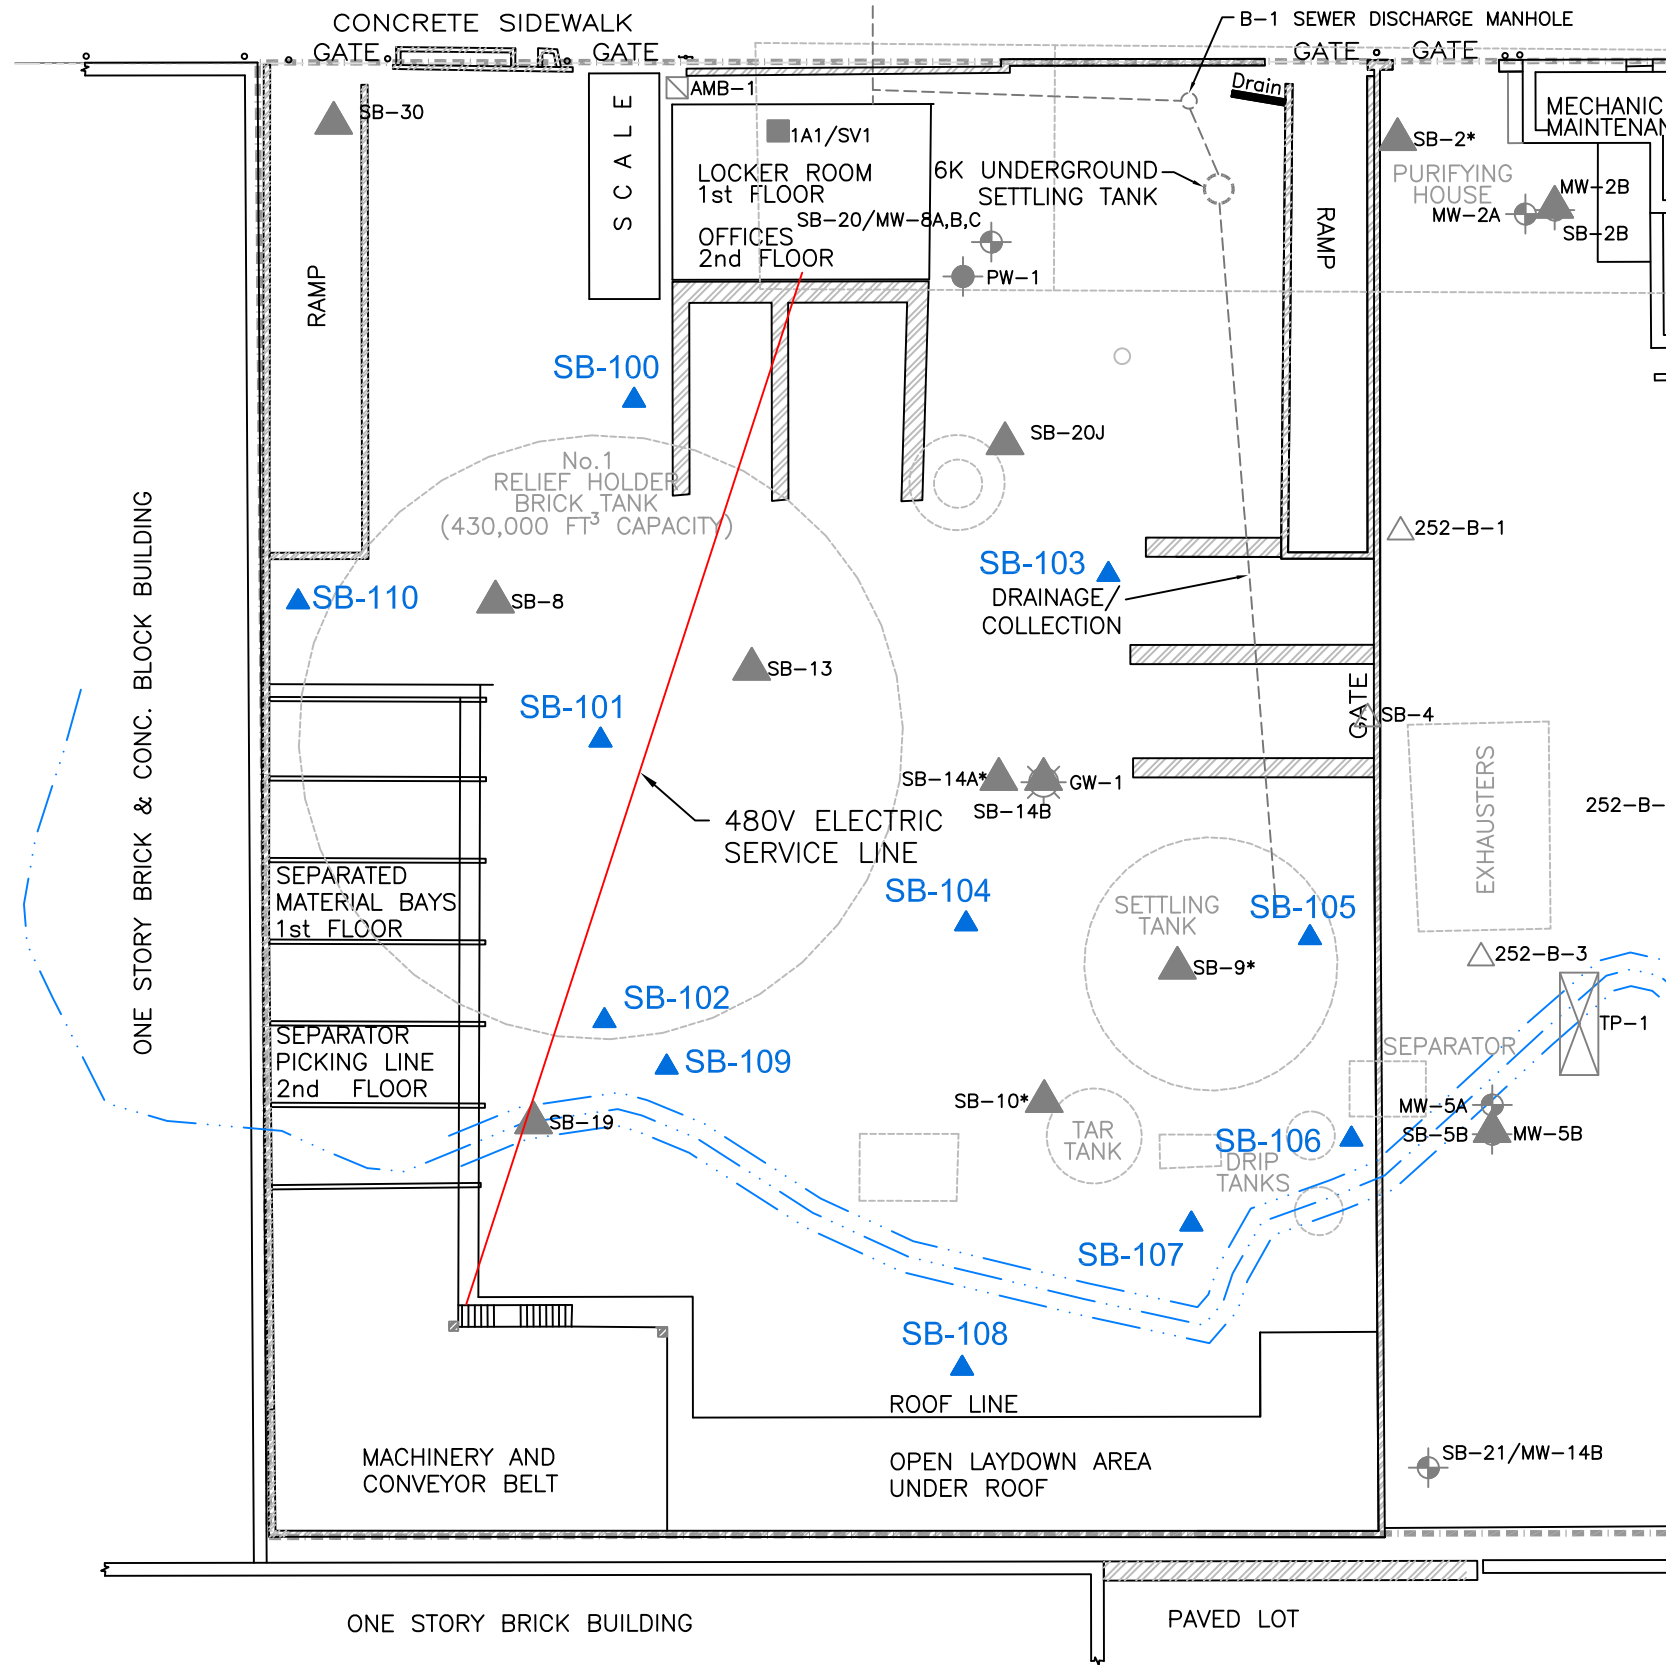 CONCRETE SIDEWALK
GATE
GATE
B-1 SEWER DISCHARGE MANHOLE
GATE
GATE
Drain
AMB-1
SCALE
SB-30
1A1/SV1
LOCKER ROOM
1st FLOOR
OFFICES
2nd FLOOR
6K UNDERGROUND
SETTLING TANK
SB-20/MW-8A,B,C
PW-1
RAMP
RAMP
SB-2*
PURIFYING
HOUSE
MECHANIC
MW-2B
MW-2A
SB-2B
SB-100
No.1
RELIEF HOLDER
BRICK TANK
(430,000 FT³ CAPACITY)
SB-20J
252-B-1
SB-103
DRAINAGE/
COLLECTION
SB-110
SB-8
SB-13
ONE STORY BRICK & CONC. BLOCK BUILDING
SB-101
GATE
SB-4
SB-14A*
GW-1
SB-14B
EXHAUSTERS
252-B-
480V ELECTRIC
SERVICE LINE
SEPARATED
MATERIAL BAYS
1st FLOOR
SB-104
SETTLING
TANK
SB-105
SB-9*
252-B-3
SB-102
SEPARATOR
PICKING LINE
2nd FLOOR
SB-109
TP-1
SEPARATOR
SB-10*
MW-5A
SB-5B
MW-5B
SB-19
TAR
TANK
SB-106
DRIP
TANKS
SB-107
SB-108
ROOF LINE
MACHINERY AND
CONVEYOR BELT
OPEN LAYDOWN AREA
UNDER ROOF
SB-21/MW-14B
ONE STORY BRICK BUILDING
PAVED LOT